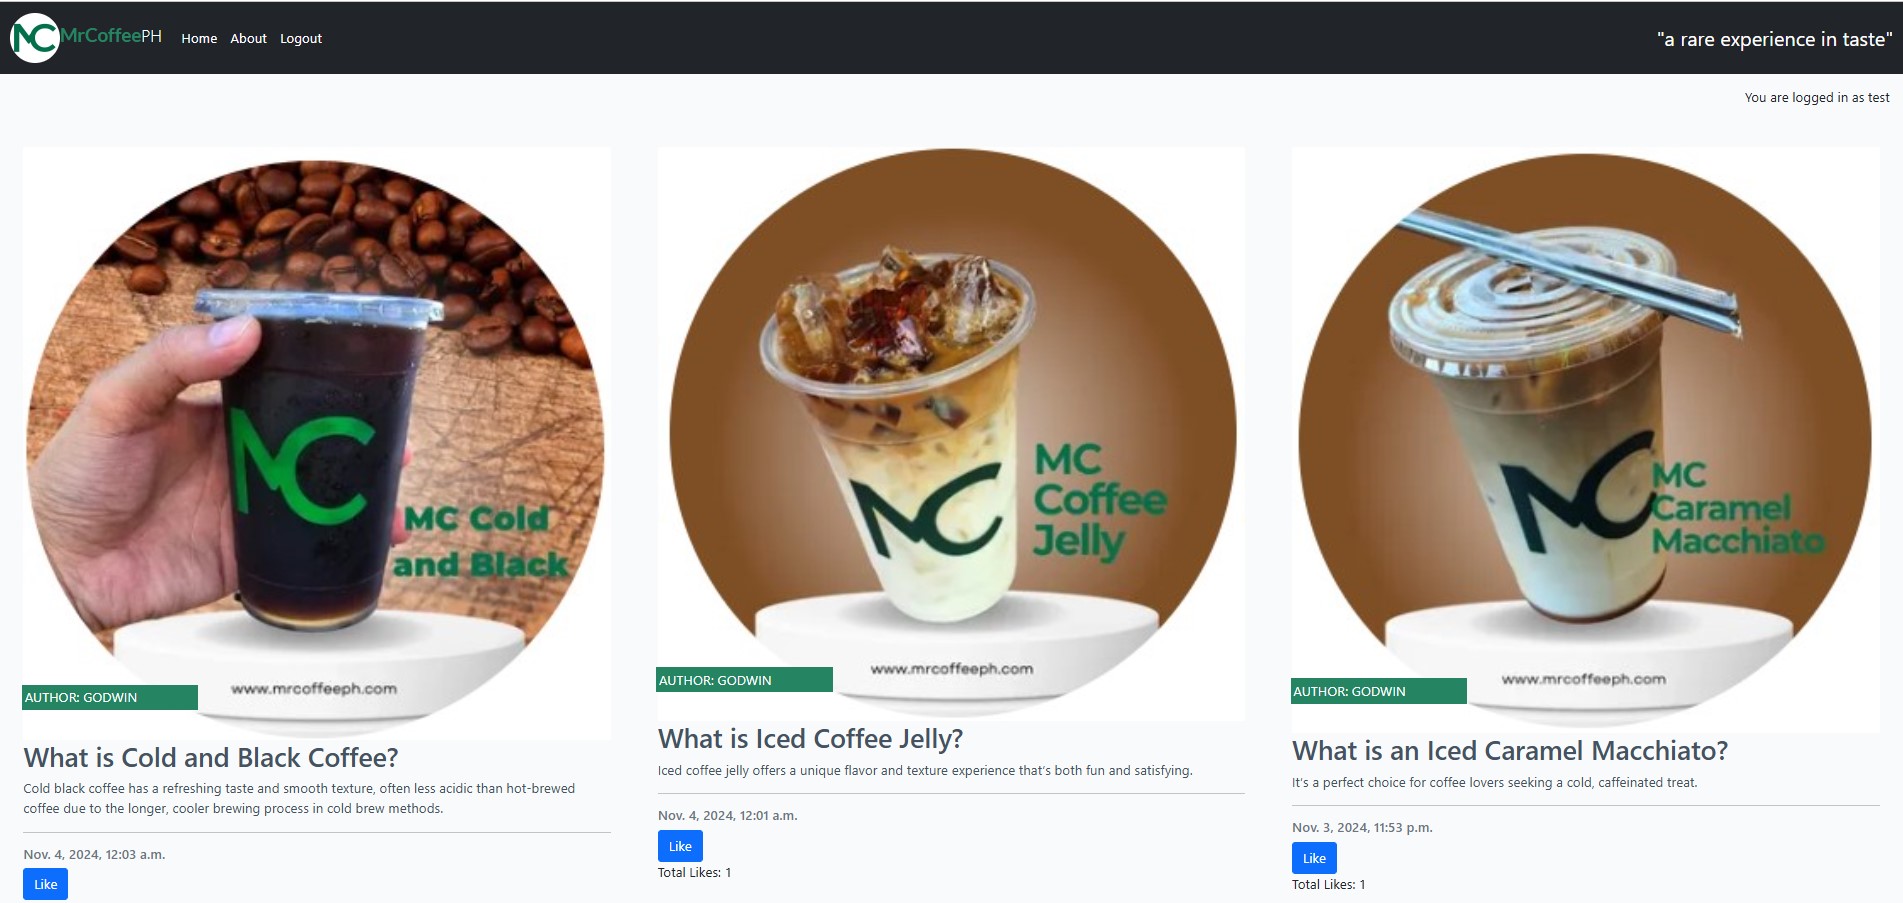 MC MrCoffeePH Home About Logout "a rare experience in taste"
You are logged in as test
MC
MC Cold
and Black
www.mrcoffeeph.com
AUTHOR: GODWIN
What is Cold and Black Coffee?
Cold black coffee has a refreshing taste and smooth texture, often less acidic than hot-brewed
coffee due to the longer, cooler brewing process in cold brew methods.
Nov. 4, 2024, 12:03 a.m.
Like
MC
MC
Coffee
Jelly
www.mrcoffeeph.com
AUTHOR: GODWIN
What is Iced Coffee Jelly?
Iced coffee jelly offers a unique flavor and texture experience that's both fun and satisfying.
Nov. 4, 2024, 12:01 a.m.
Like
Total Likes: 1
MC
MC
Caramel
Macchiato
www.mrcoffeeph.com
AUTHOR: GODWIN
What is an Iced Caramel Macchiato?
It's a perfect choice for coffee lovers seeking a cold, caffeinated treat.
Nov. 3, 2024, 11:53 p.m.
Like
Total Likes: 1